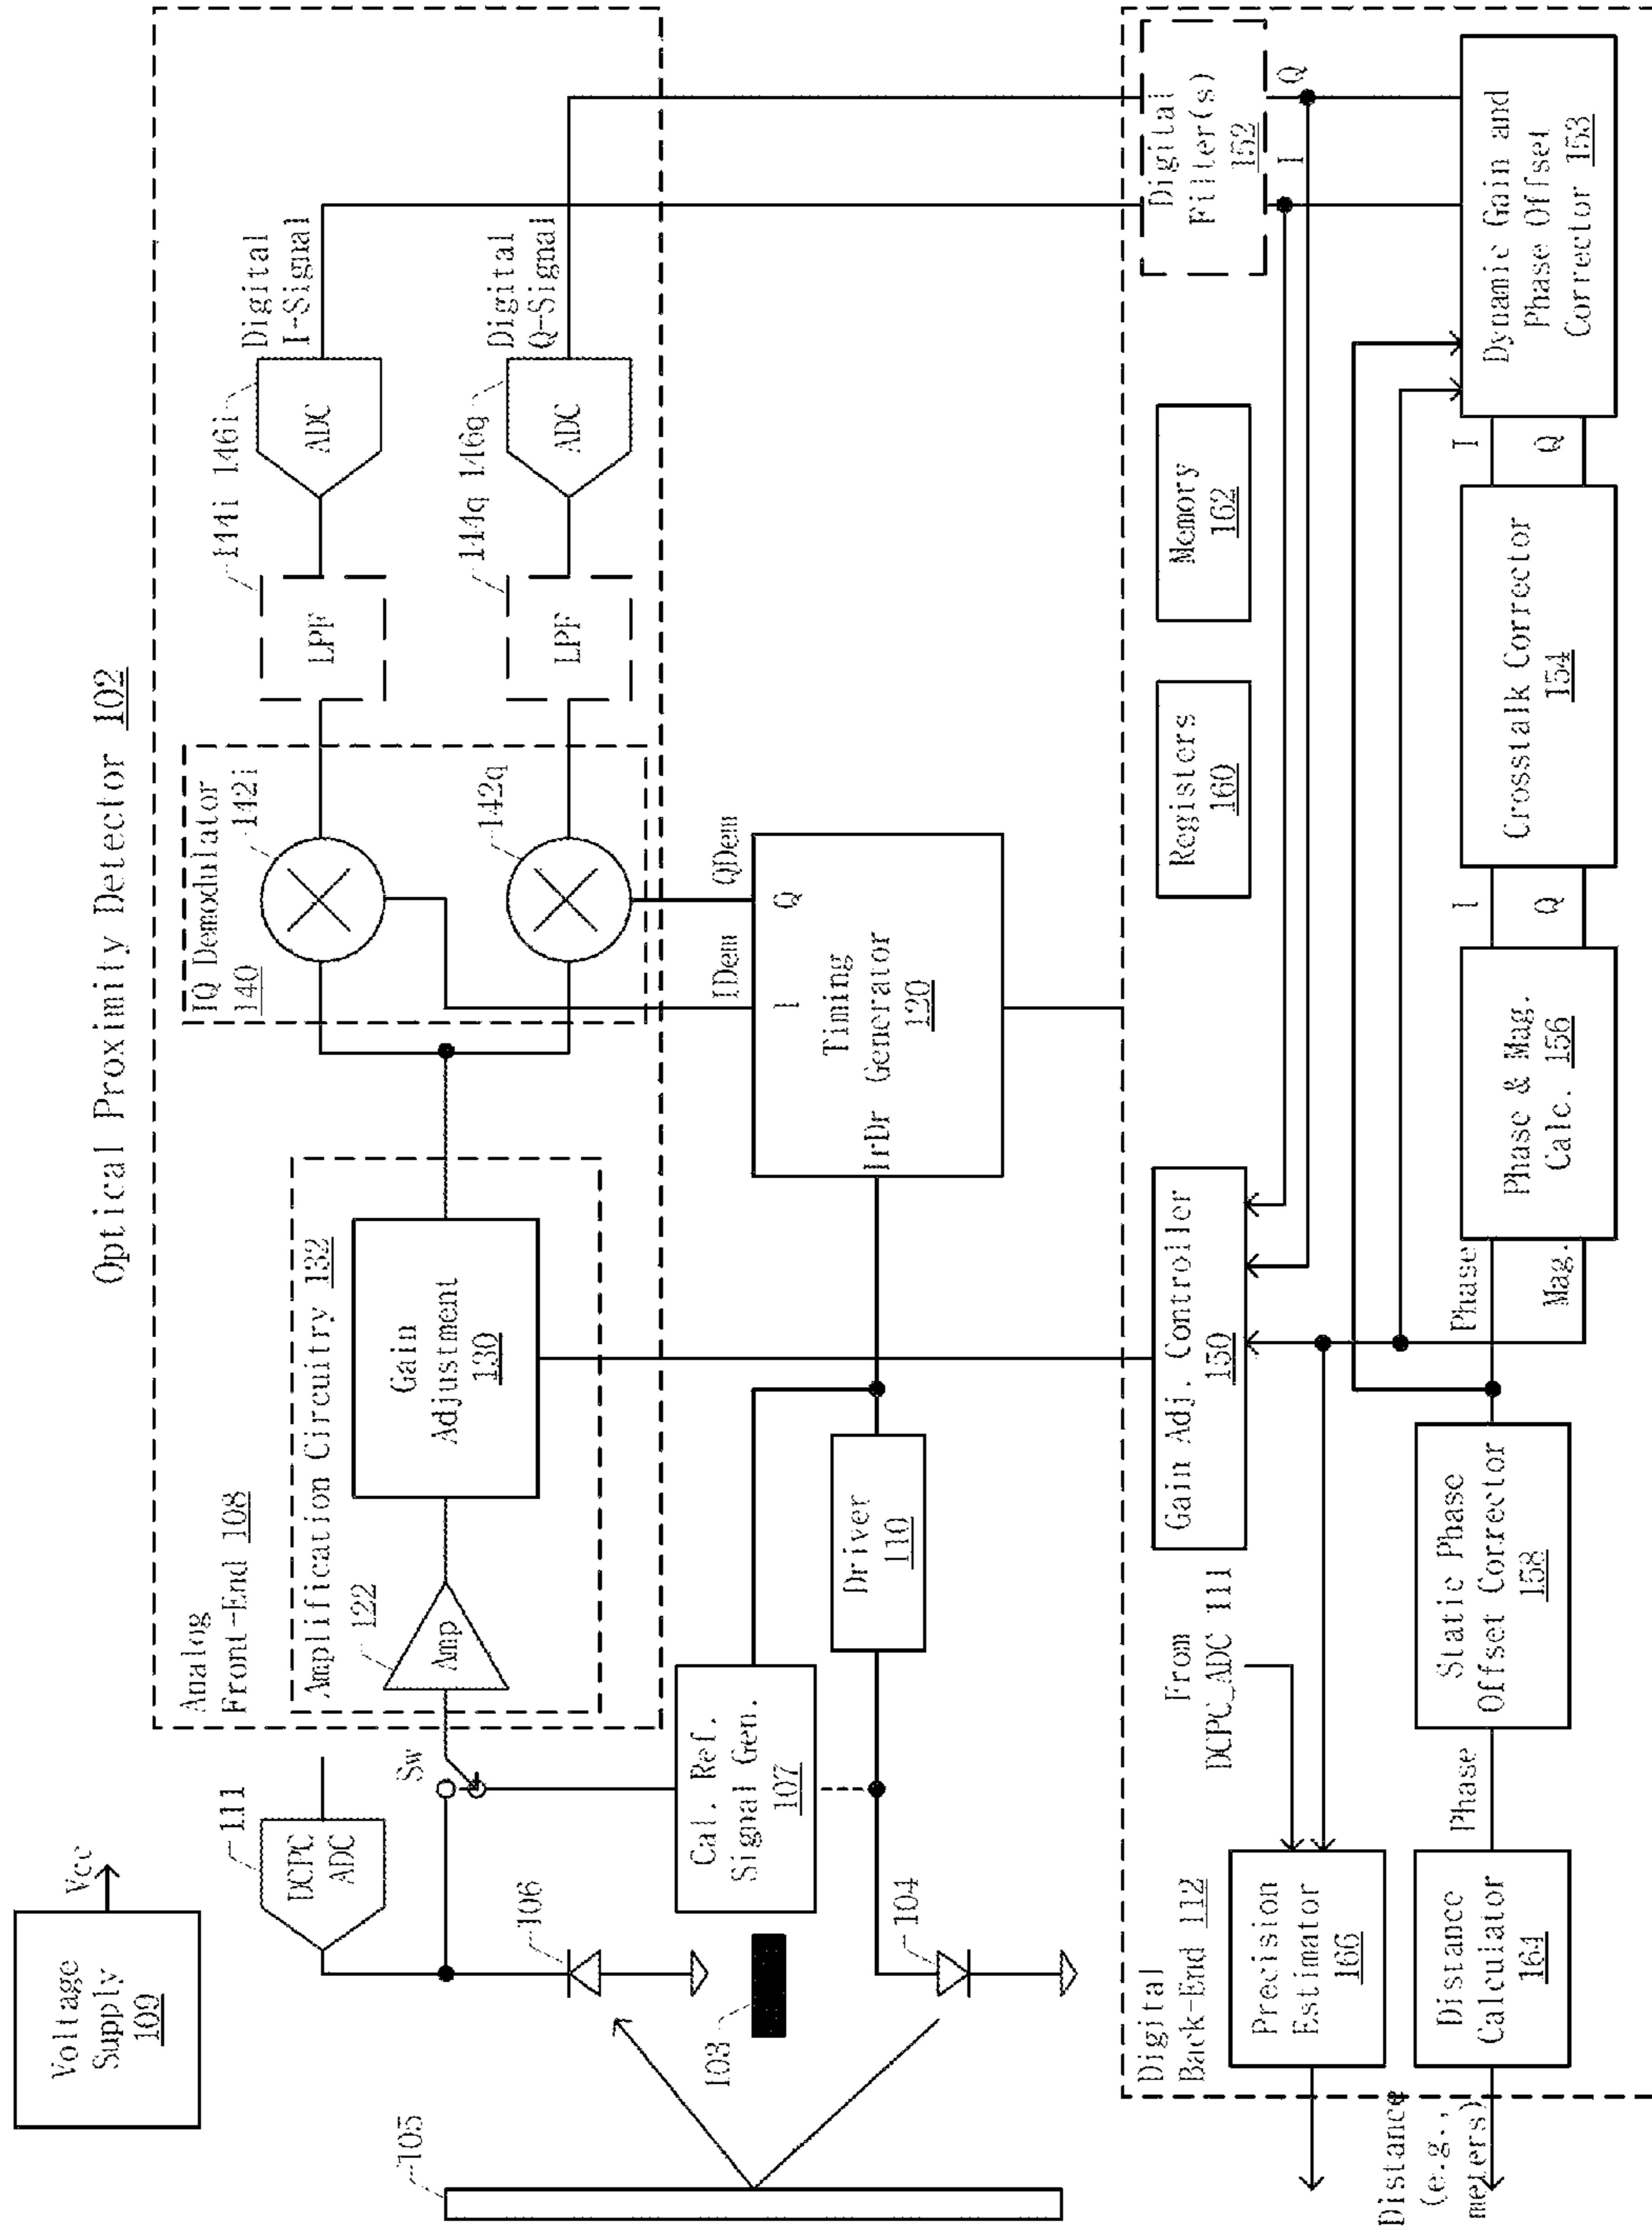 Optical Proximity Detector 102
Voltage
Supply
109
Vcc
111
DCPC
ADC
Sw
106
103
104
105
Cal. Ref.
Signal Gen.
107
Analog
Front-End 108
Amplification Circuitry 132
122
Amp
Gain
Adjustment
130
IQ Demodulator
140
142i
142q
144i
146i
LPF
ADC
Digital
I-Signal
144q
146q
LPF
ADC
Digital
Q-Signal
IDem
QDem
I
Q
Timing
IrDr Generator
120
Driver
110
Digital
Back-End 112
From
DCPC_ADC 111
Gain Adj. Controller
150
Registers
160
Memory
162
Digital
Filter(s)
152
I
Q
Precision
Estimator
166
Distance
Calculator
164
Phase
Static Phase
Offset Corrector
158
Phase
Mag.
Phase & Mag.
Calc. 156
I
Q
Crosstalk Corrector
154
I
Q
Dynamic Gain and
Phase Offset
Corrector 153
Distance
(e.g.,
meters)